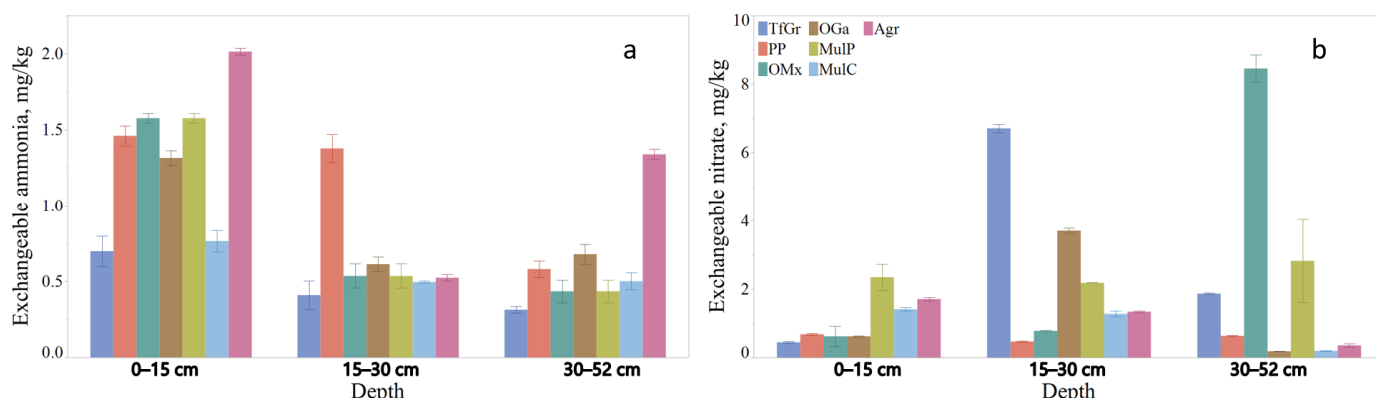 Exchangeable ammonia, mg/kg
2.0
1.5
1.0
0.5
0.0
a
0–15 cm 15–30 cm 30–52 cm
Depth
Exchangeable nitrate, mg/kg
10
8
6
4
2
0
TfGr OGa Agr
PP MulP
OMx MulC
b
0–15 cm 15–30 cm 30–52 cm
Depth